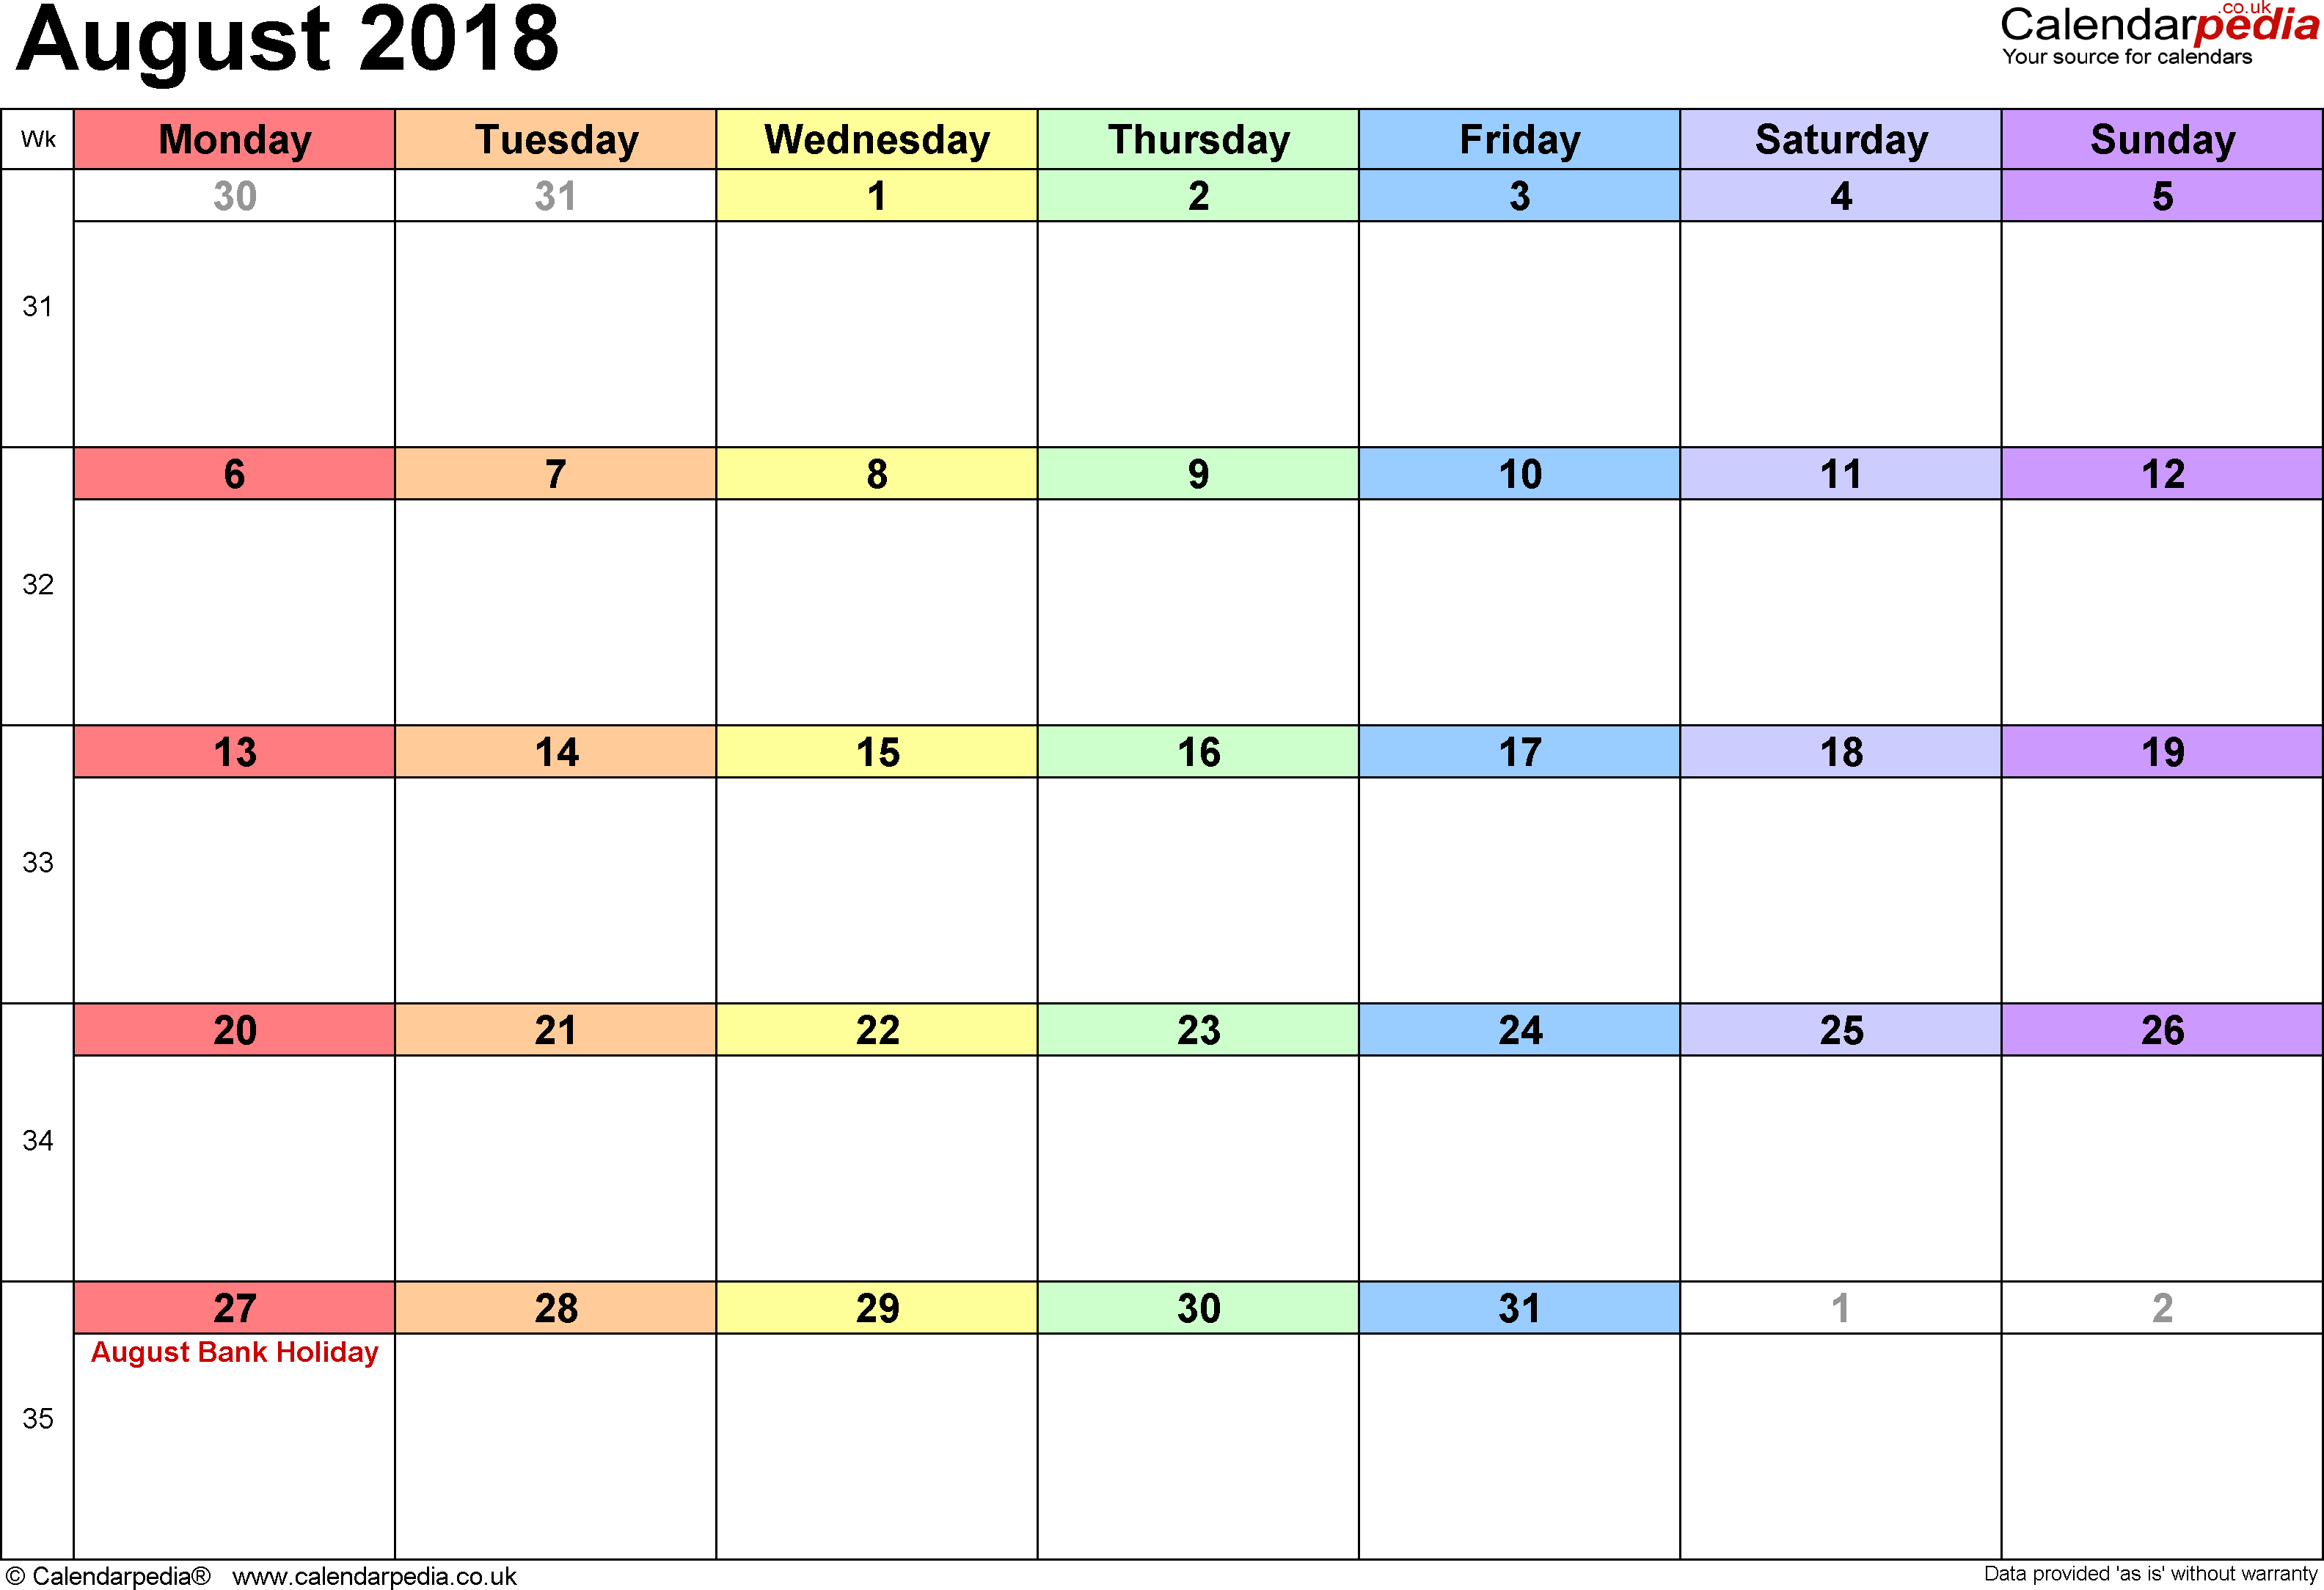 August 2018
Calendarpedia.co.uk
Your source for calendars
Wk Monday Tuesday Wednesday Thursday Friday Saturday Sunday
30 31 1 2 3 4 5
31
6 7 8 9 10 11 12
32
13 14 15 16 17 18 19
33
20 21 22 23 24 25 26
34
27 28 29 30 31 1 2
August Bank Holiday
35
© Calendarpedia® www.calendarpedia.co.uk
Data provided 'as is' without warranty